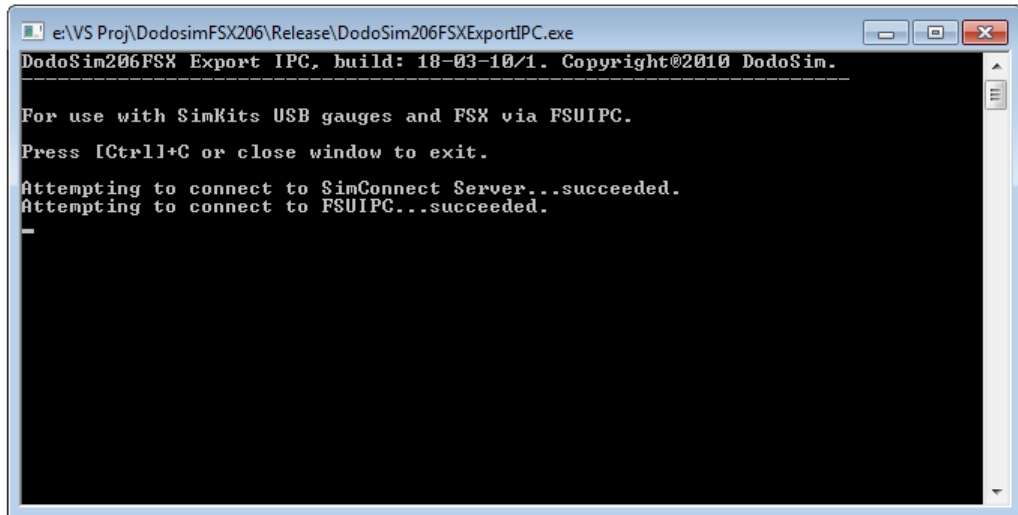 e:\VS Proj\DodosimFSX206\Release\DodoSim206FSXExportIPC.exe
DodoSim206FSX Export IPC, build: 18-03-10/1. Copyright®2010 DodoSim.
--------------------------------------------------------------------
For use with SimKits USB gauges and FSX via FSUIPC.
Press [Ctrl]+C or close window to exit.
Attempting to connect to SimConnect Server...succeeded.
Attempting to connect to FSUIPC...succeeded.